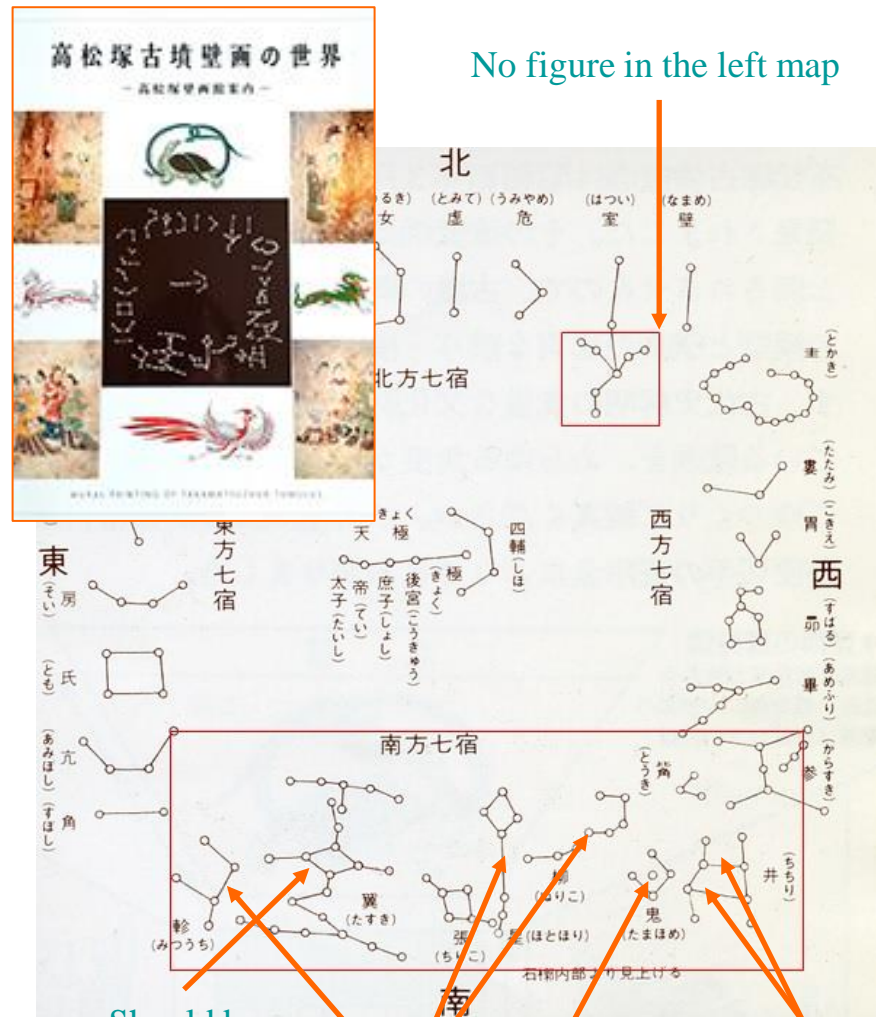 高松塚古墳壁画の世界
－高松塚壁画館案内－
MURAL PAINTING OF TAKAMATSUZUKA TUMULUS
No figure in the left map
北
るき) (とみて) (うみやめ) (はつい) (なまめ)
女 虚 危 室 壁
北方七宿
奎 (とかき)
婁 (たたみ)
胃 (こきえ)
西
西方七宿
昴 (すばる)
畢 (あめふり)
参 (からすき)
東
東方七宿
(そい) 房
(とも) 氐
(あみぼし) 亢
(すぼし) 角
きょく
天極
四輔(しほ)
極(きょく)
後宮(こうきゅう)
庶子(しょし)
帝(てい)
太子(たいし)
南方七宿
觜 (とうき)
井 (ちちり)
鬼
(たまほめ)
柳
(ぬりこ)
星(ほとほり)
張
(ちりこ)
翼
(たすき)
軫
(みつうち)
石槨内部より見上げる
南